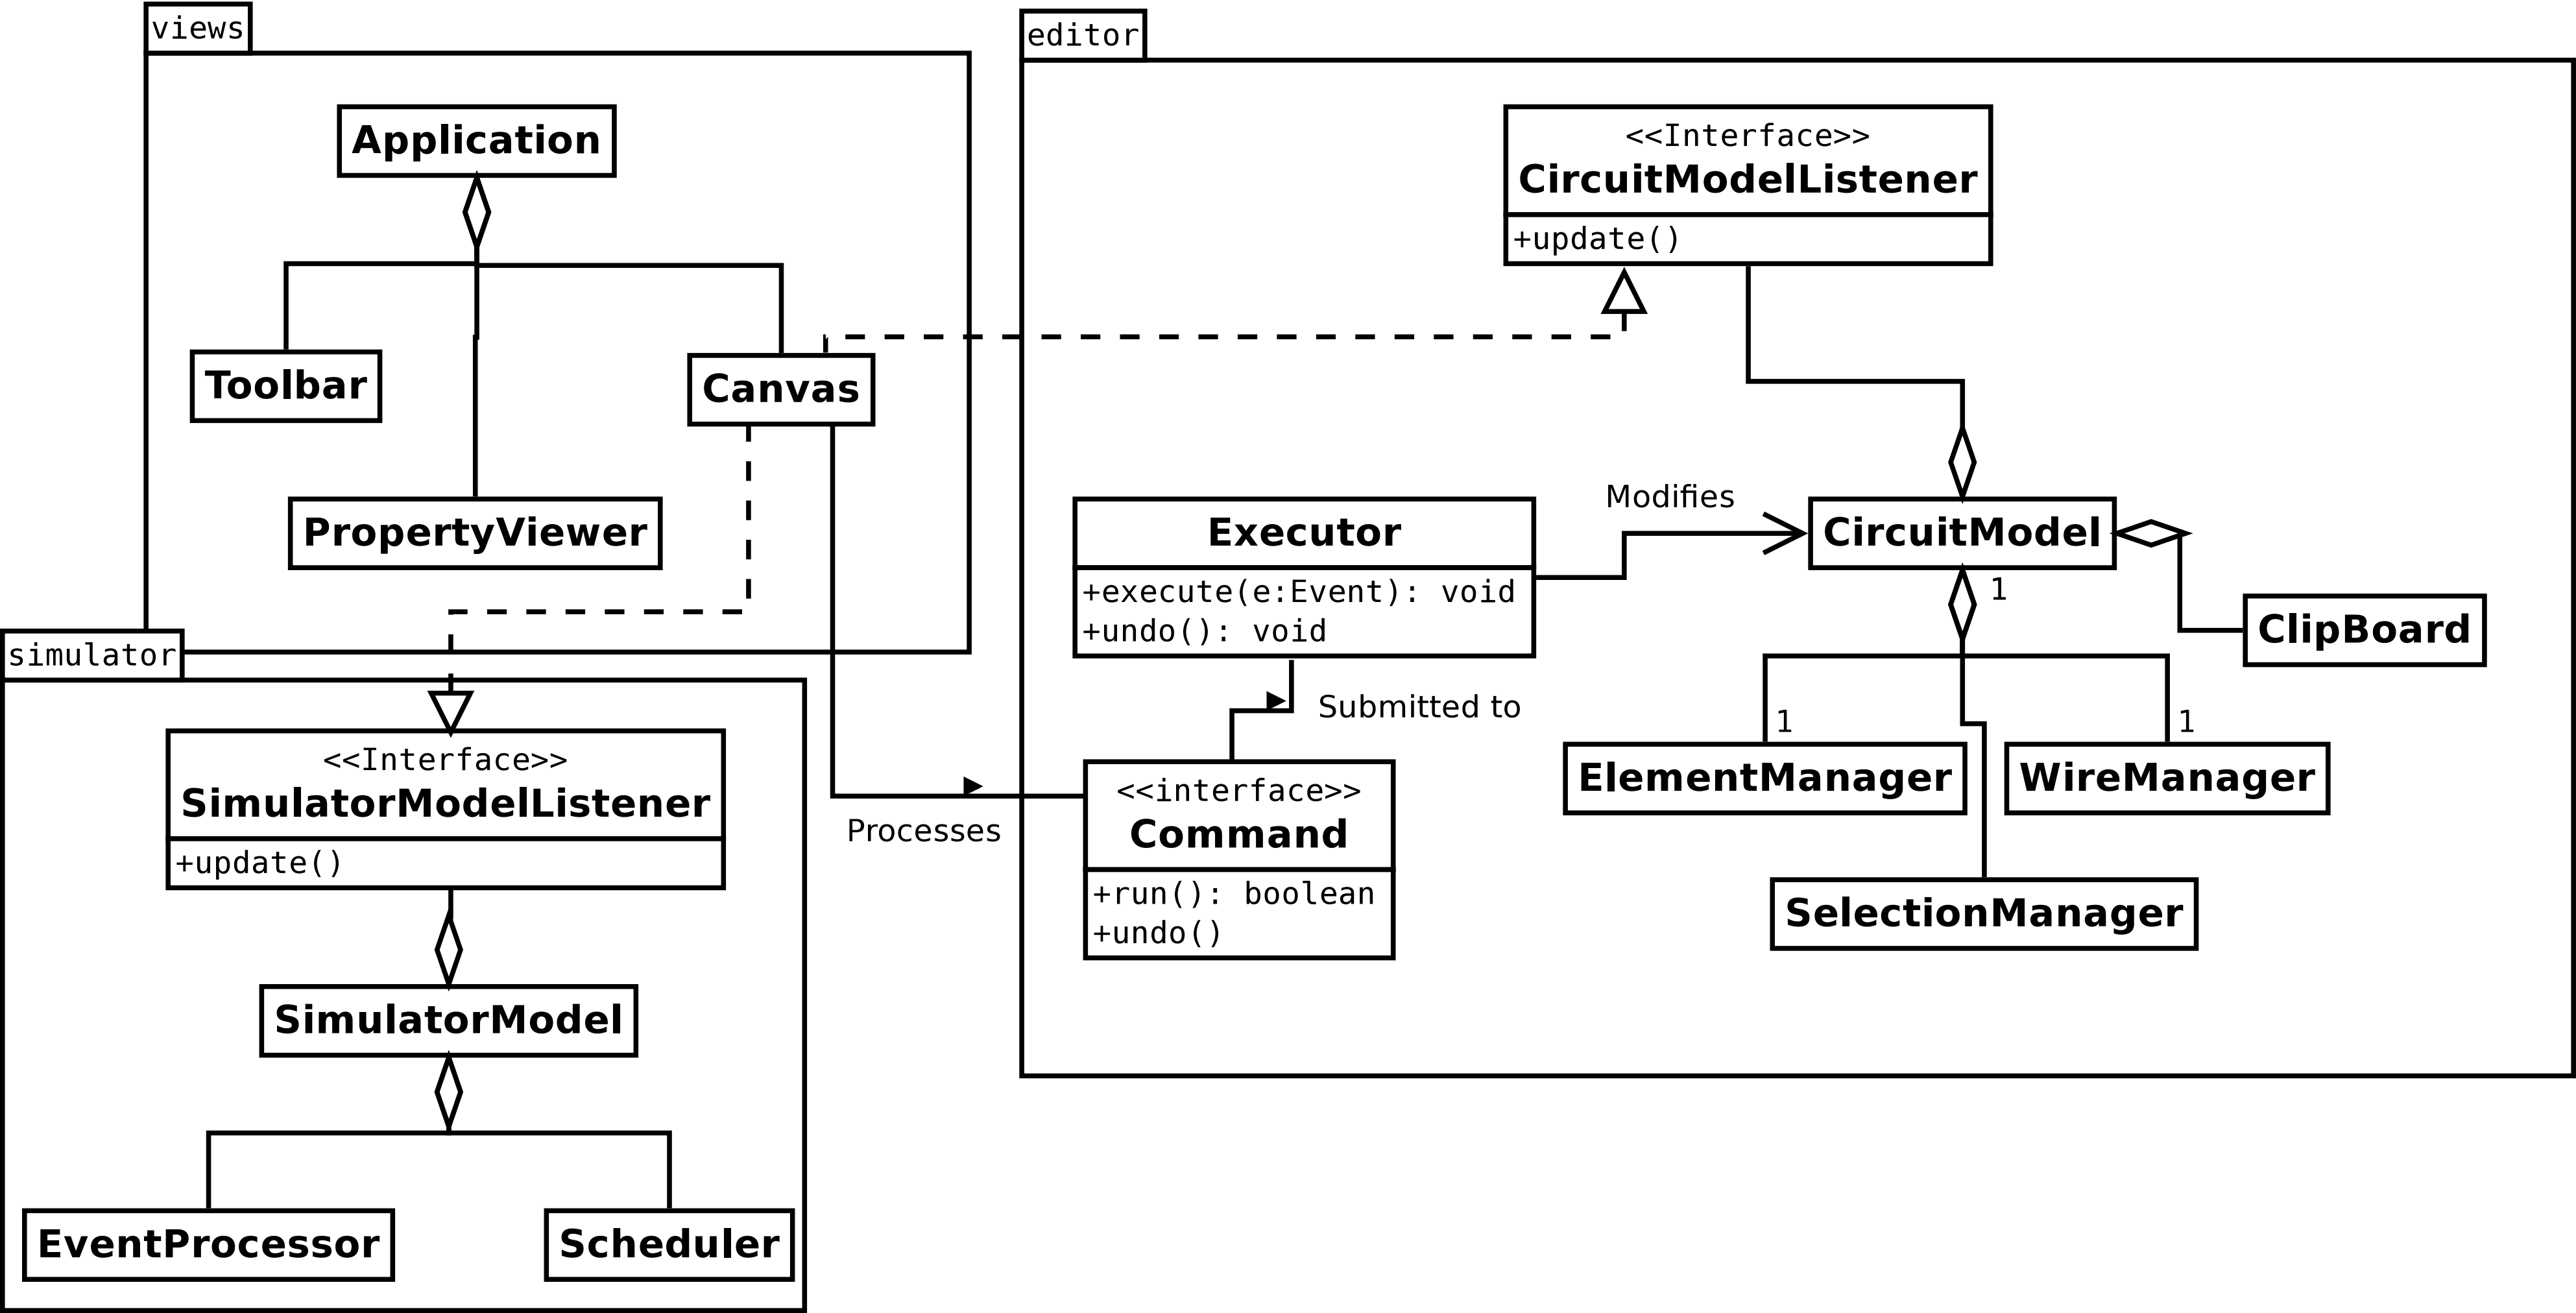 views
Application
Toolbar
Canvas
PropertyViewer
simulator
<<Interface>>
SimulatorModelListener
+update()
SimulatorModel
EventProcessor
Scheduler
Processes
editor
<<Interface>>
CircuitModelListener
+update()
Executor
+execute(e:Event): void
+undo(): void
Modifies
CircuitModel
1
ClipBoard
Submitted to
<<interface>>
Command
+run(): boolean
+undo()
1
1
ElementManager
WireManager
SelectionManager